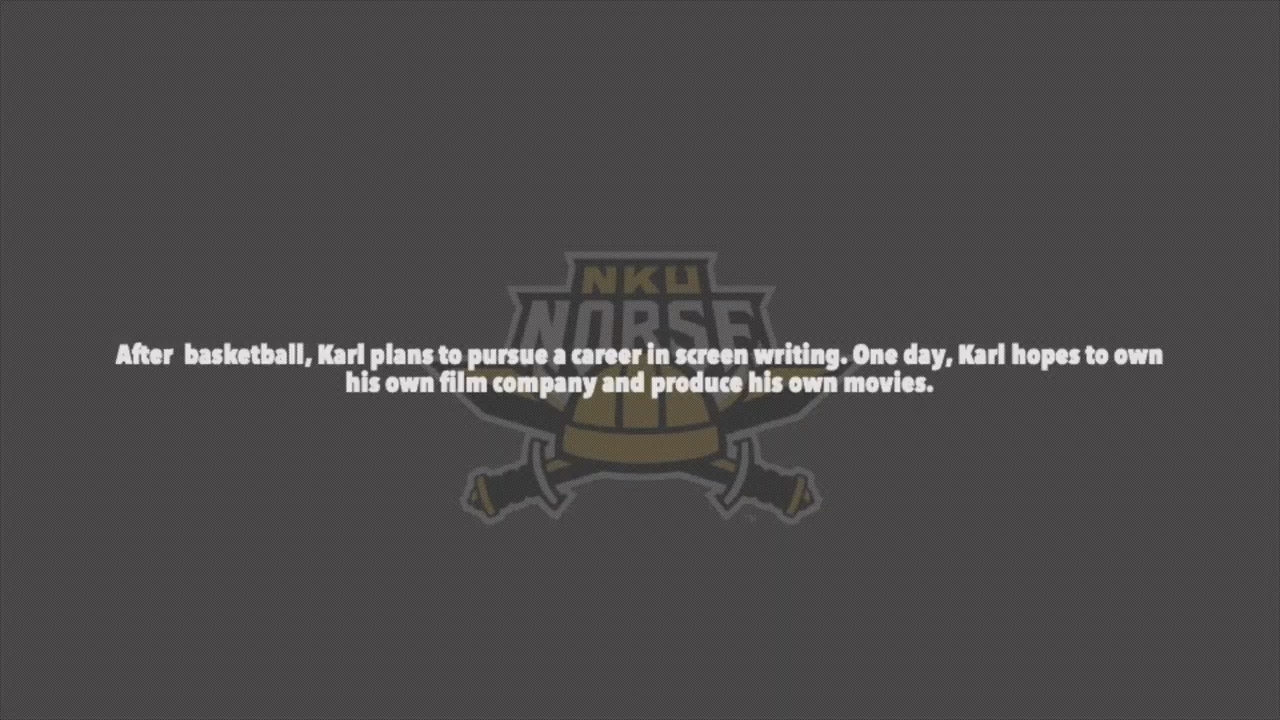 NKU
NORSE
After  basketball, Karl plans to pursue a career in screen writing. One day, Karl hopes to own
his own film company and produce his own movies.
TM